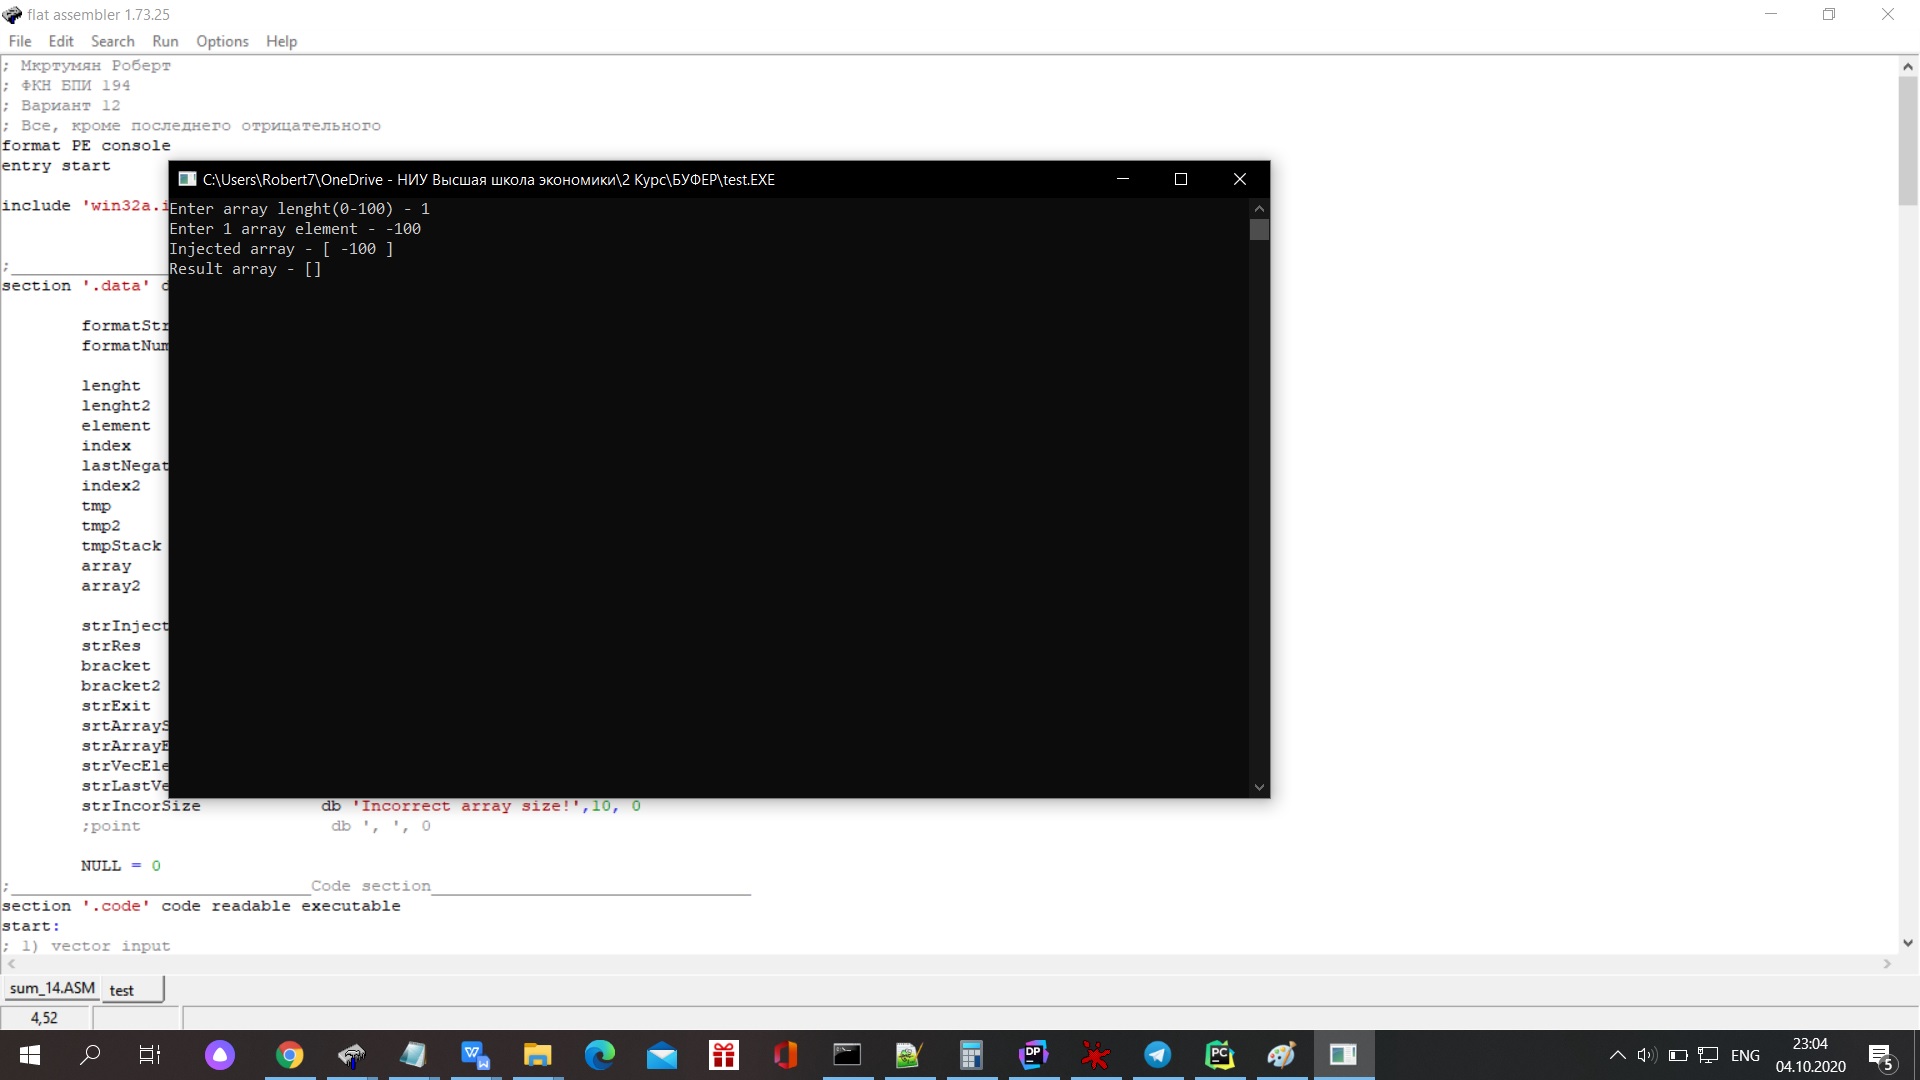 flat assembler 1.73.25
File Edit Search Run Options Help
; Мкртумян Роберт
; ФКН БПИ 194
; Вариант 12
; Все, кроме последнего отрицательного
format PE console
entry start
include 'win32a.i
C:\Users\Robert7\OneDrive - НИУ Высшая школа экономики\2 Курс\БУФЕР\test.EXE
Enter array lenght(0-100) - 1
Enter 1 array element - -100
Injected array - [ -100 ]
Result array - []
;
section '.data' d
formatStr
formatNum
lenght
lenght2
element
index
lastNegat
index2
tmp
tmp2
tmpStack
array
array2
strInject
strRes
bracket
bracket2
strExit
srtArrayS
strArrayE
strVecEle
strLastVe
strIncorSize db 'Incorrect array size!',10, 0
;point db ', ', 0
NULL = 0
;________________________________Code section________________________________
section '.code' code readable executable
start:
; 1) vector input
sum_14.ASM test
4,52
W
DP
PC
ENG
23:04
04.10.2020
5